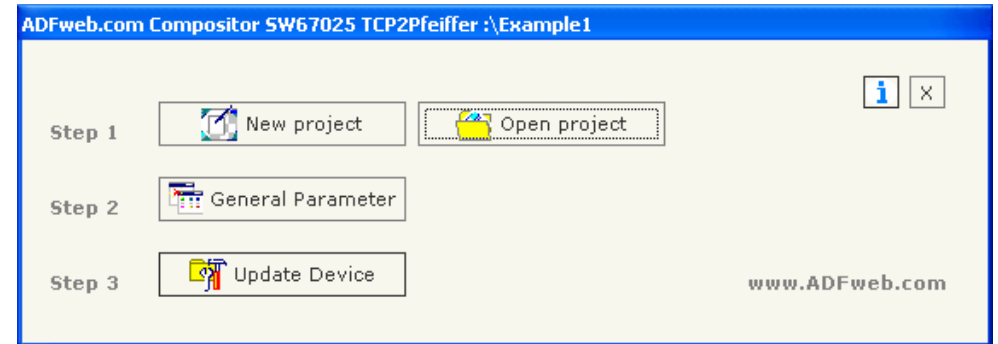 ADFweb.com Compositor SW67025 TCP2Pfeiffer :\Example1
i X
Step 1 New project Open project
Step 2 General Parameter
Step 3 Update Device
www.ADFweb.com